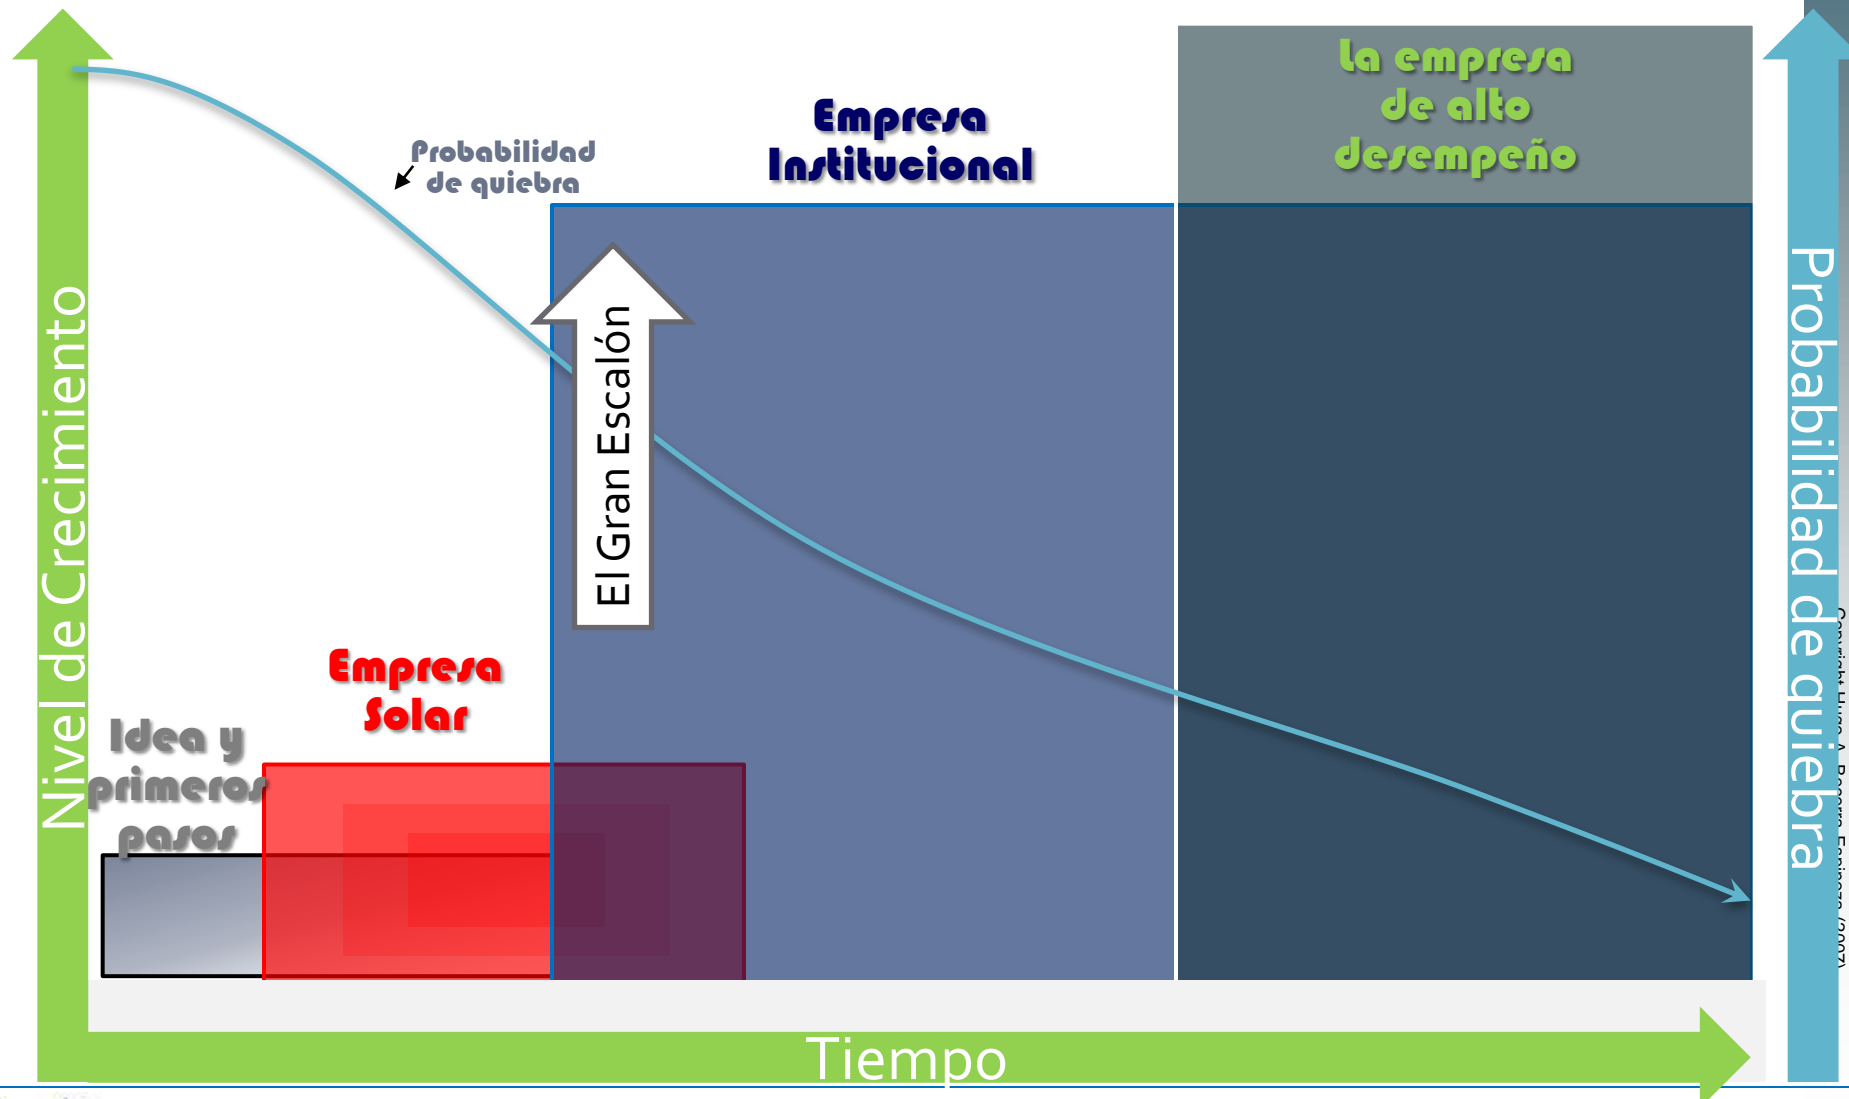 La empresa
de alto
desempeño
Empresa
Institucional
Probabilidad
de quiebra
El Gran Escalón
Empresa
Solar
Idea y
primeros
pasos
Nivel de Crecimiento
Probabilidad de quiebra
Tiempo